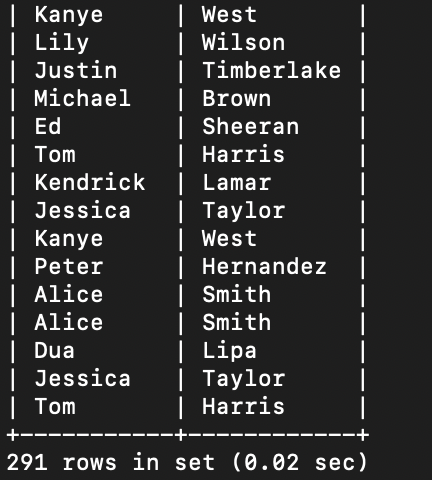 | Kanye     | West       |
| Lily      | Wilson     |
| Justin    | Timberlake |
| Michael   | Brown      |
| Ed        | Sheeran    |
| Tom       | Harris     |
| Kendrick  | Lamar      |
| Jessica   | Taylor     |
| Kanye     | West       |
| Peter     | Hernandez  |
| Alice     | Smith      |
| Alice     | Smith      |
| Dua       | Lipa       |
| Jessica   | Taylor     |
| Tom       | Harris     |
+-----------+------------+
291 rows in set (0.02 sec)